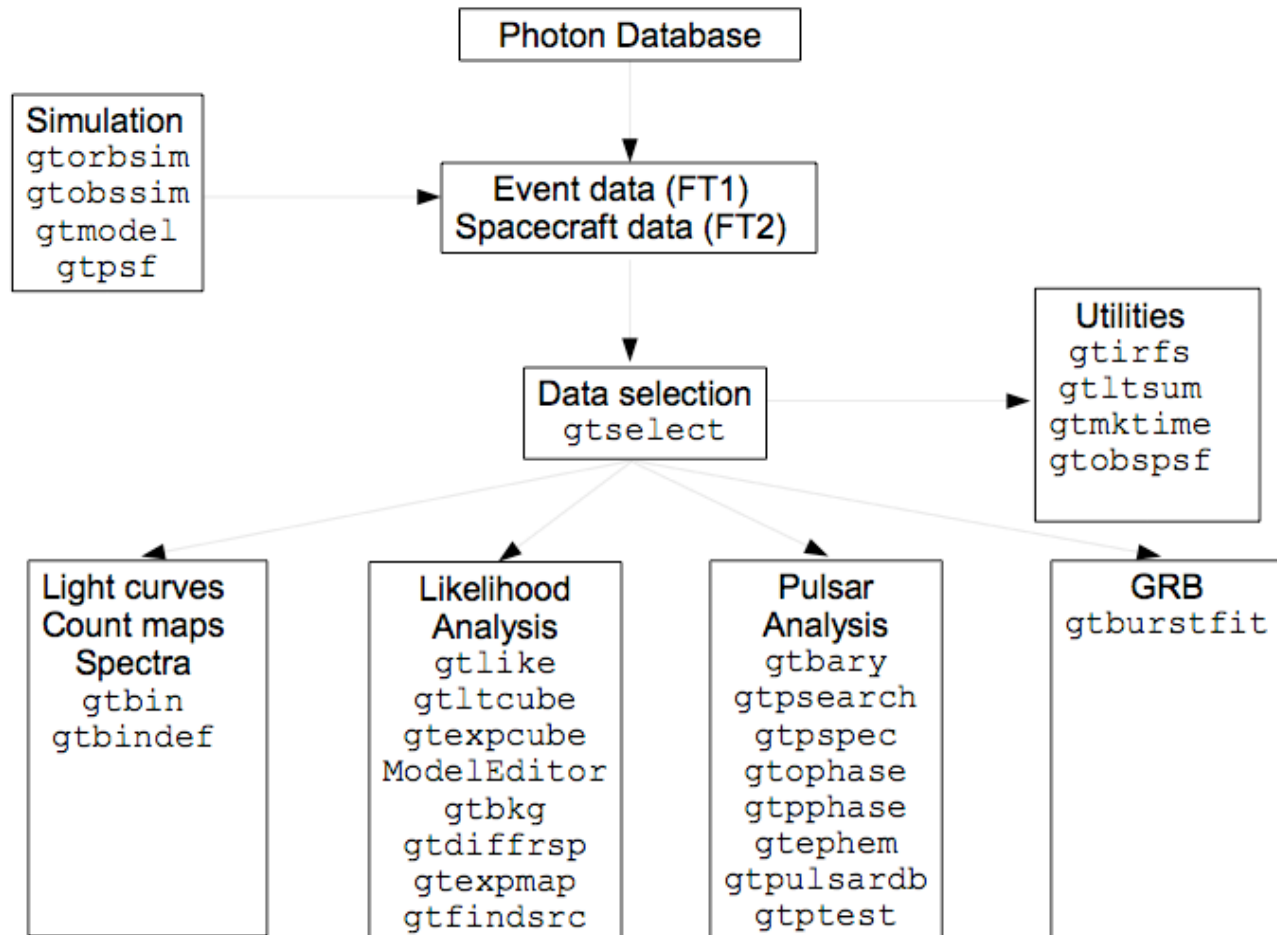 Photon Database
Simulation
gtorbsim
gtobssim
gtmodel
gtpsf
Event data (FT1)
Spacecraft data (FT2)
Data selection
gtselect
Utilities
gtirfs
gtltsum
gtmktime
gtobspsf
Light curves
Count maps
Spectra
gtbin
gtbindef
Likelihood
Analysis
gtlike
gtltcube
gtexpcube
ModelEditor
gtbkg
gtdiffrsp
gtexpmap
gtfindsrc
Pulsar
Analysis
gtbary
gtpsearch
gtpspec
gtophase
gtpphase
gtephem
gtpulsardb
gtptest
GRB
gtburstfit